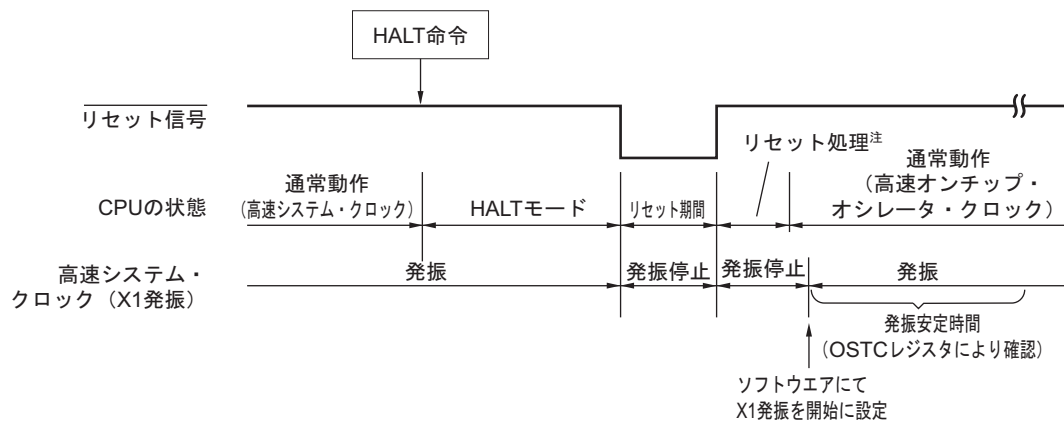 HALT命令
リセット信号
リセット処理注
通常動作
(高速オンチップ・
オシレータ・クロック)
CPUの状態
通常動作
(高速システム・クロック)
HALTモード
リセット期間
高速システム・
クロック（X1発振）
発振
発振停止
発振停止
発振
発振安定時間
(OSTCレジスタにより確認)
ソフトウエアにて
X1発振を開始に設定